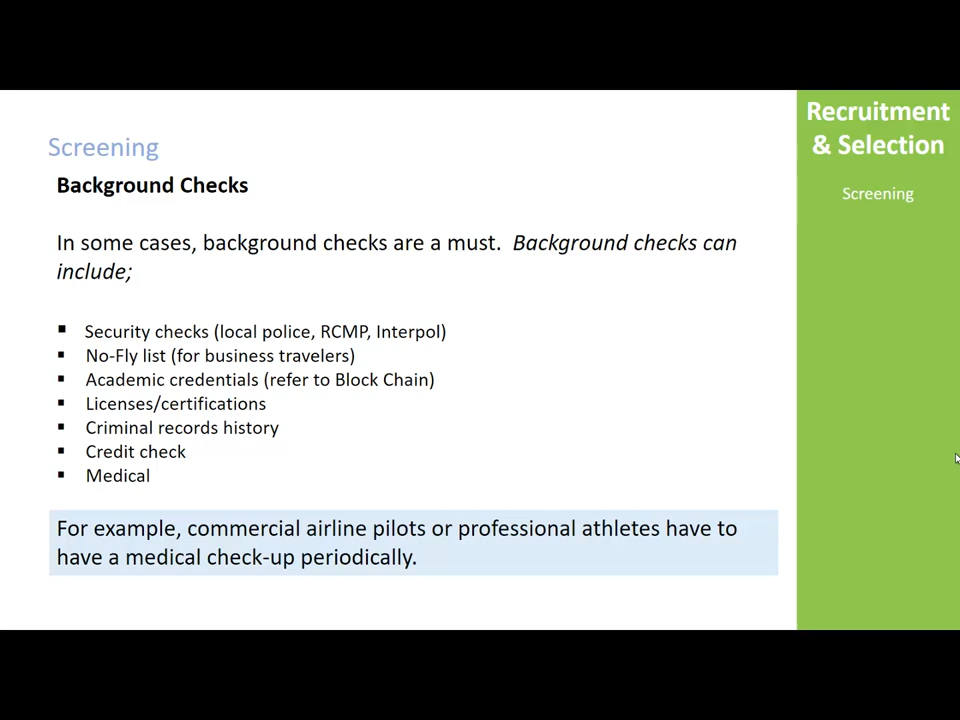 Screening
Background Checks
In some cases, background checks are a must.  Background checks can
include;
▪ Security checks (local police, RCMP, Interpol)
▪ No-Fly list (for business travelers)
▪ Academic credentials (refer to Block Chain)
▪ Licenses/certifications
▪ Criminal records history
▪ Credit check
▪ Medical
For example, commercial airline pilots or professional athletes have to
have a medical check-up periodically.
Recruitment
& Selection
Screening